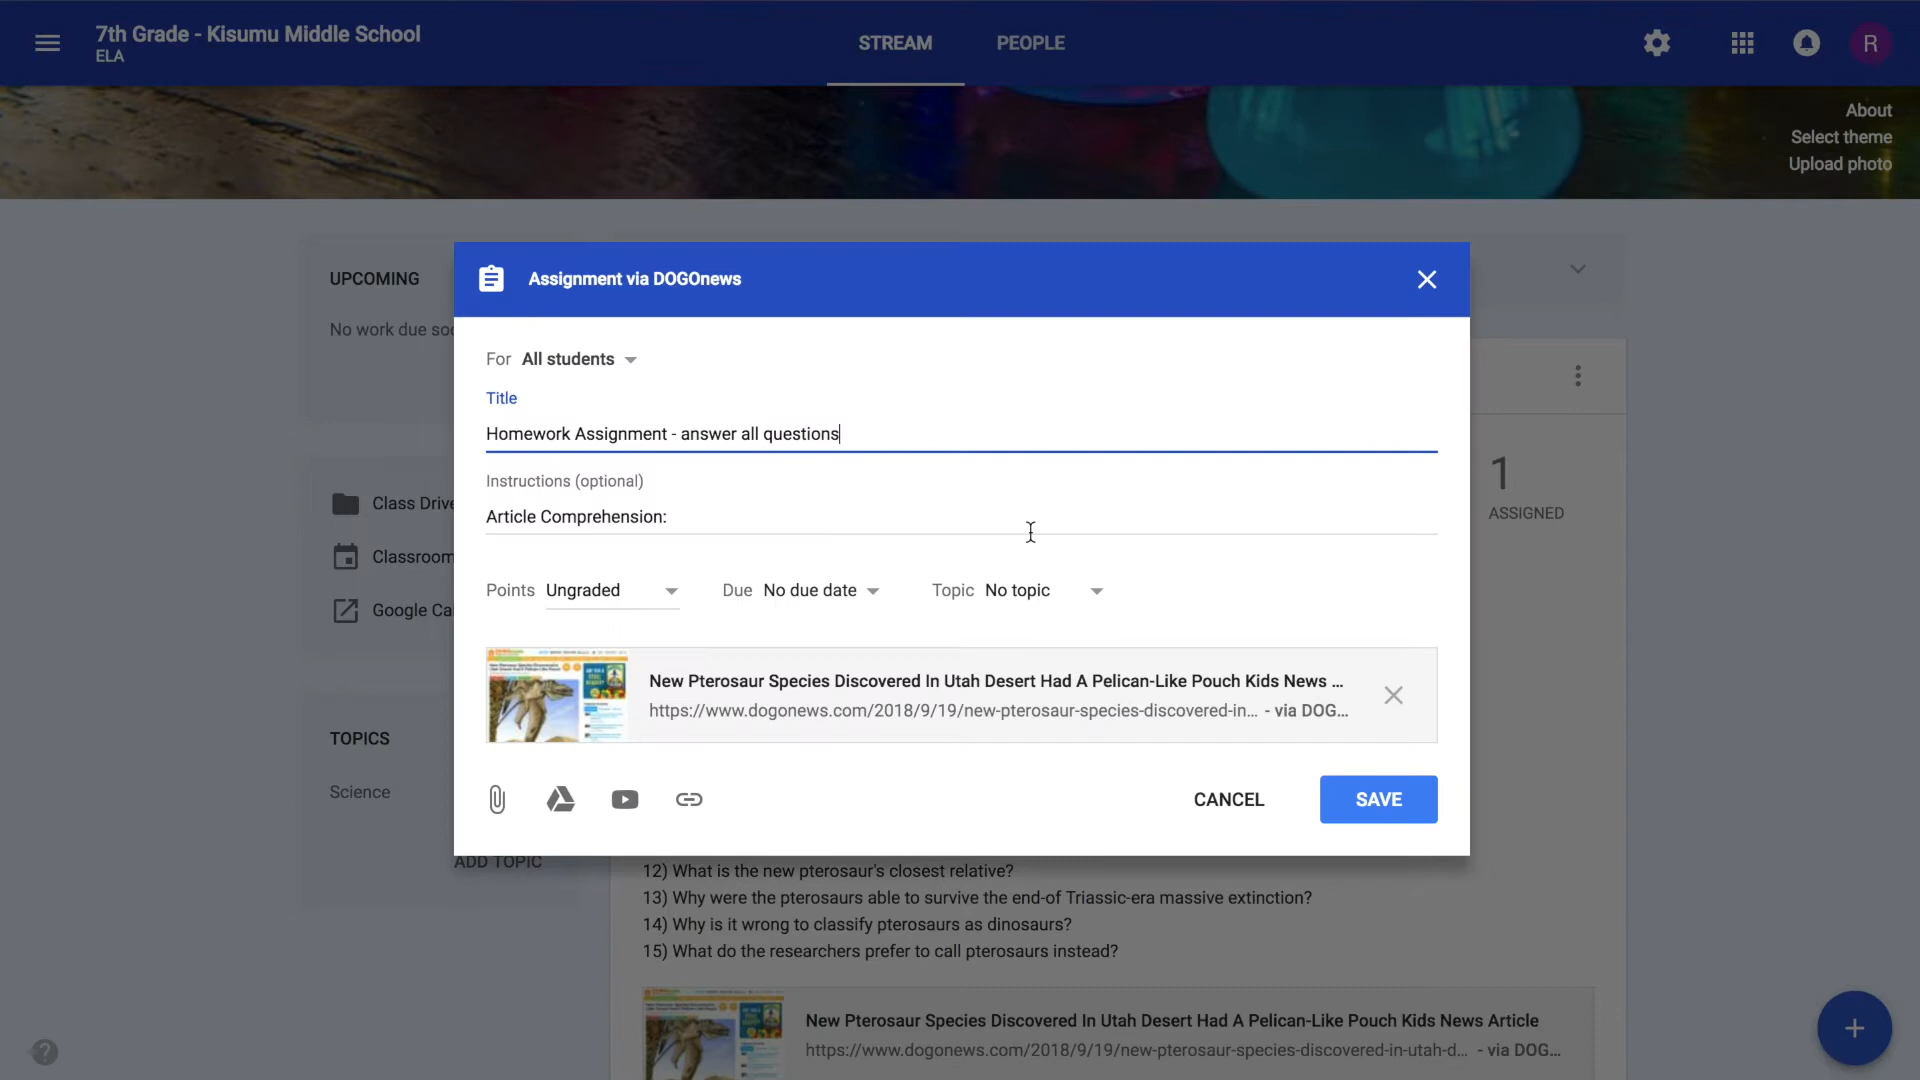 7th Grade - Kisumu Middle School
ELA
STREAM
PEOPLE
R
About
Select theme
Upload photo
UPCOMING
No work due soo
Class Drive
Classroom
Google Ca
TOPICS
Science
ADD TOPIC
Assignment via DOGOnews
For All students
Title
Homework Assignment - answer all questions
Instructions (optional)
Article Comprehension:
Points Ungraded
Due No due date
Topic No topic
New Pterosaur Species Discovered In Utah Desert Had A Pelican-Like Pouch Kids News ...
https://www.dogonews.com/2018/9/19/new-pterosaur-species-discovered-in... - via DOG...
CANCEL
SAVE
1
ASSIGNED
12) What is the new pterosaur's closest relative?
13) Why were the pterosaurs able to survive the end-of Triassic-era massive extinction?
14) Why is it wrong to classify pterosaurs as dinosaurs?
15) What do the researchers prefer to call pterosaurs instead?
New Pterosaur Species Discovered In Utah Desert Had A Pelican-Like Pouch Kids News Article
https://www.dogonews.com/2018/9/19/new-pterosaur-species-discovered-in-utah-d... - via DOG...